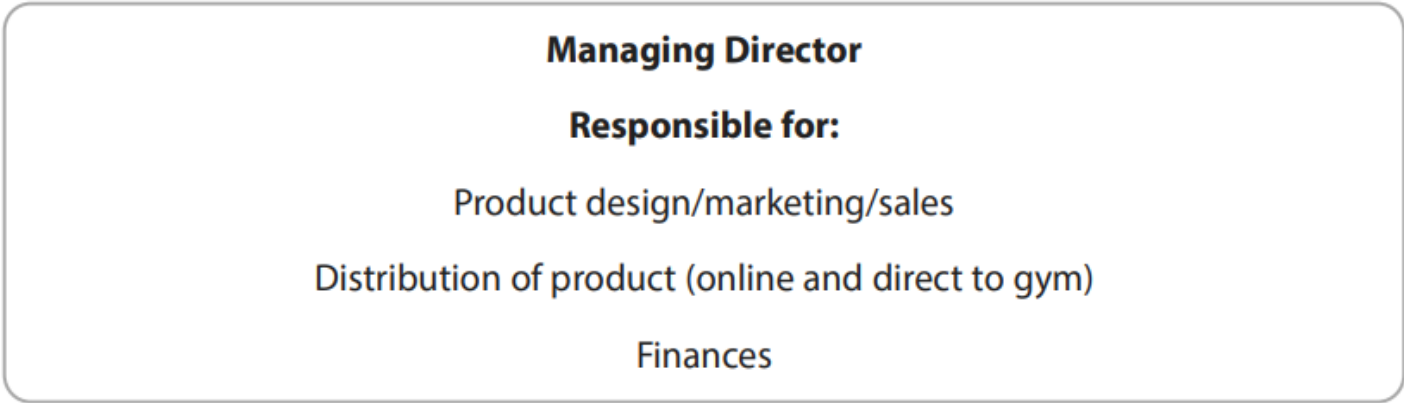 Managing Director
Responsible for:
Product design/marketing/sales
Distribution of product (online and direct to gym)
Finances